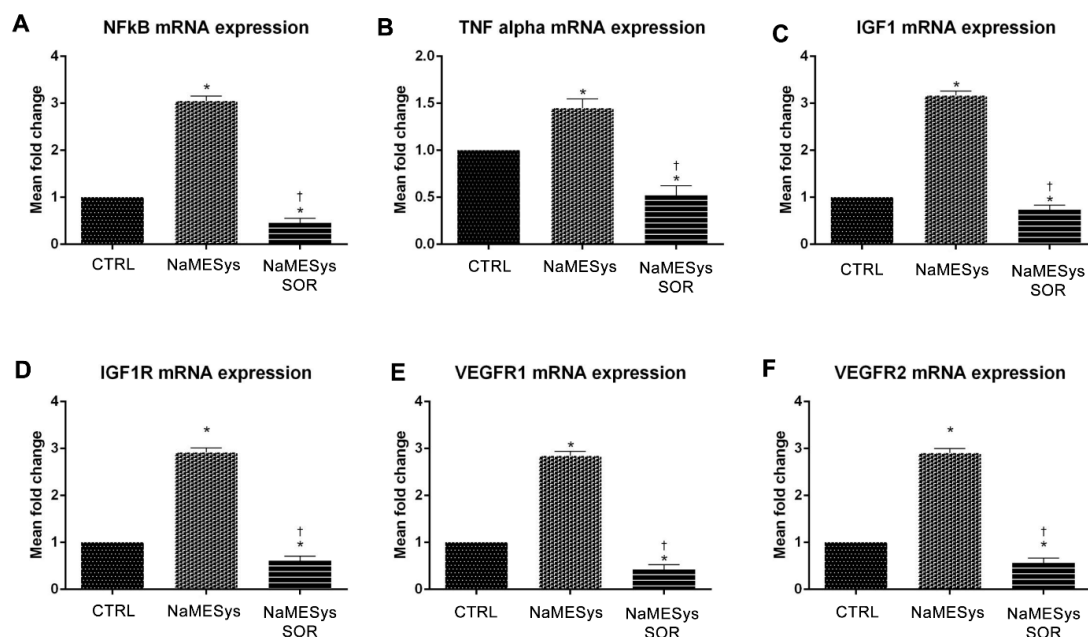 A
NFkB mRNA expression
Mean fold change
4
3
2
1
0
*
†
*
CTRL
NaMESys
NaMESys
SOR
B
TNF alpha mRNA expression
Mean fold change
2.0
1.5
1.0
0.5
0.0
*
†
*
CTRL
NaMESys
NaMESys
SOR
C
IGF1 mRNA expression
Mean fold change
4
3
2
1
0
*
†
*
CTRL
NaMESys
NaMESys
SOR
D
IGF1R mRNA expression
Mean fold change
4
3
2
1
0
*
†
*
CTRL
NaMESys
NaMESys
SOR
E
VEGFR1 mRNA expression
Mean fold change
4
3
2
1
0
*
†
*
CTRL
NaMESys
NaMESys
SOR
F
VEGFR2 mRNA expression
Mean fold change
4
3
2
1
0
*
†
*
CTRL
NaMESys
NaMESys
SOR